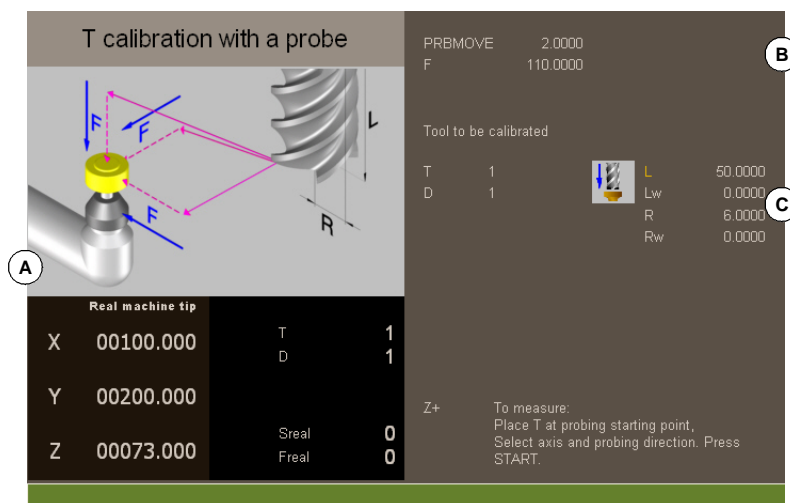 T calibration with a probe
F
F
F
L
R
A
Real machine tip
X 00100.000
Y 00200.000
Z 00073.000
T 1
D 1
Sreal 0
Freal 0
PRBMOVE 2.0000
F 110.0000
B
Tool to be calibrated
T 1
D 1
L 50.0000
Lw 0.0000
R 6.0000
Rw 0.0000
C
Z+ To measure:
Place T at probing starting point,
Select axis and probing direction. Press
START.